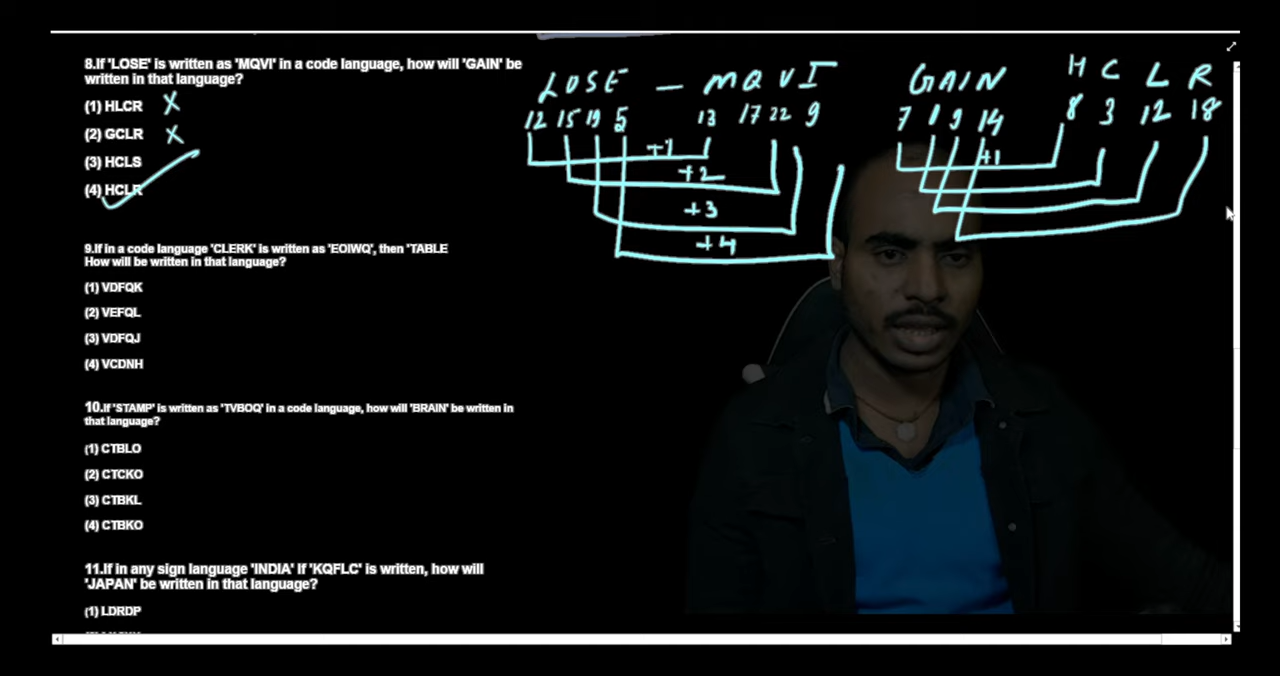 8.If 'LOSE' is written as 'MQVI' in a code language, how will 'GAIN' be
written in that language?
(1) HLCR X
(2) GCLR X
(3) HCLS
(4) HCLR
LOSE — MQVI
12 15 19 5 13 17 22 9
+1
+2
+3
+4
GAIN HCLR
7 1 9 14 8 3 12 18
+1
9.If in a code language 'CLERK' is written as 'EOIWQ', then 'TABLE
How will be written in that language?
(1) VDFQK
(2) VEFQL
(3) VDFQJ
(4) VCDNH
10.If 'STAMP' is written as 'TVBOQ' in a code language, how will 'BRAIN' be written in
that language?
(1) CTBLO
(2) CTCKO
(3) CTBKL
(4) CTBKO
11.If in any sign language 'INDIA' if 'KQFLC' is written, how will
'JAPAN' be written in that language?
(1) LDRDP